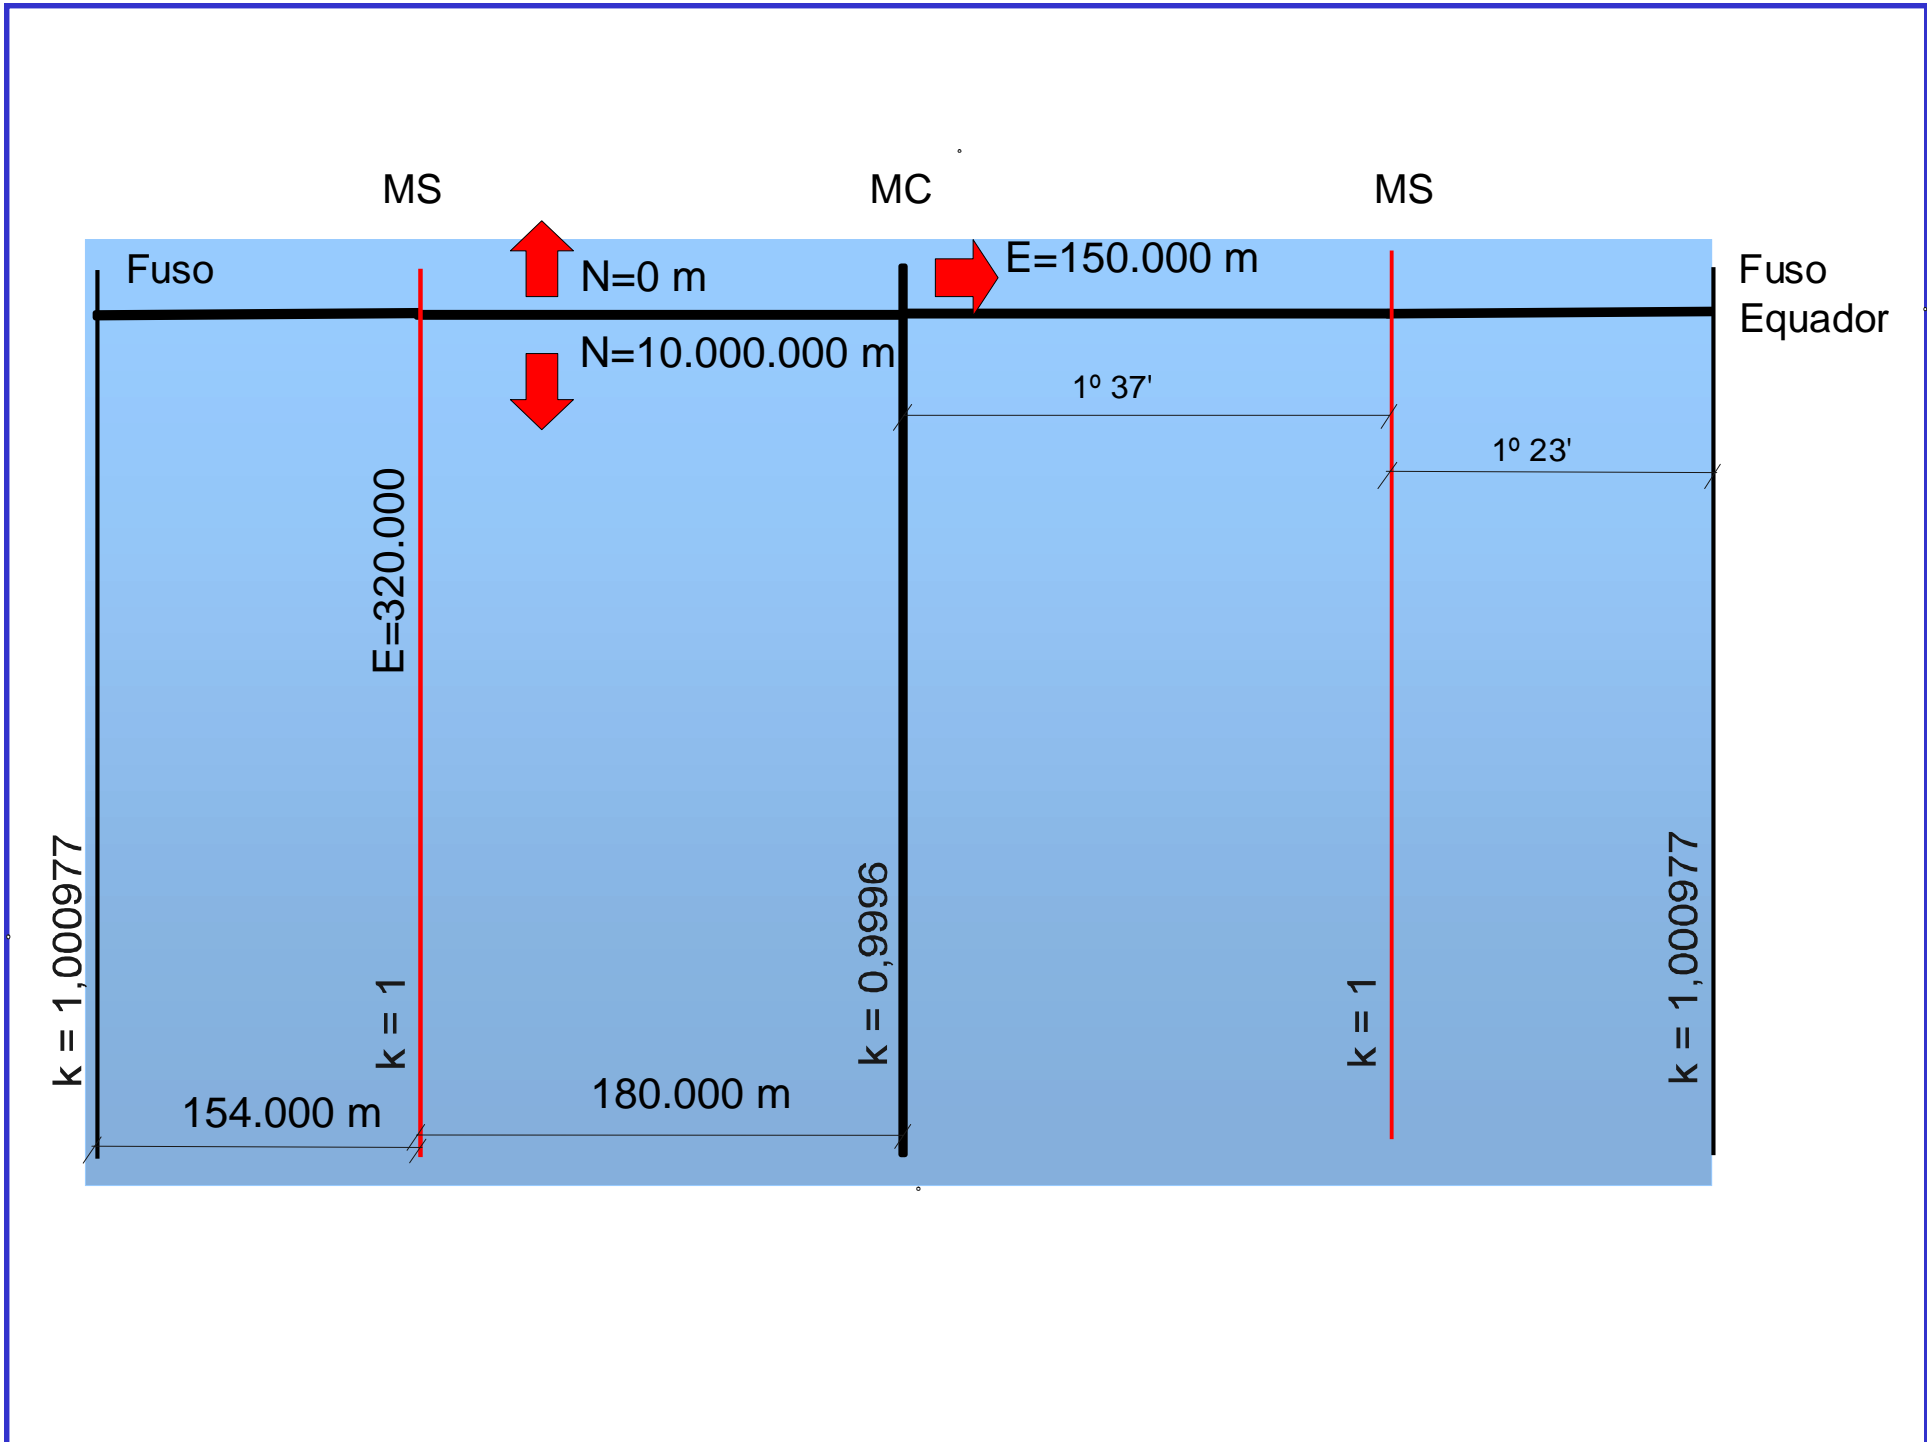 MS
MC
MS
Fuso
N=0 m
E=150.000 m
Fuso
Equador
N=10.000.000 m
1º 37'
1º 23'
E=320.000
k = 1,000977
k = 1
k = 0,9996
k = 1
k = 1,000977
154.000 m
180.000 m